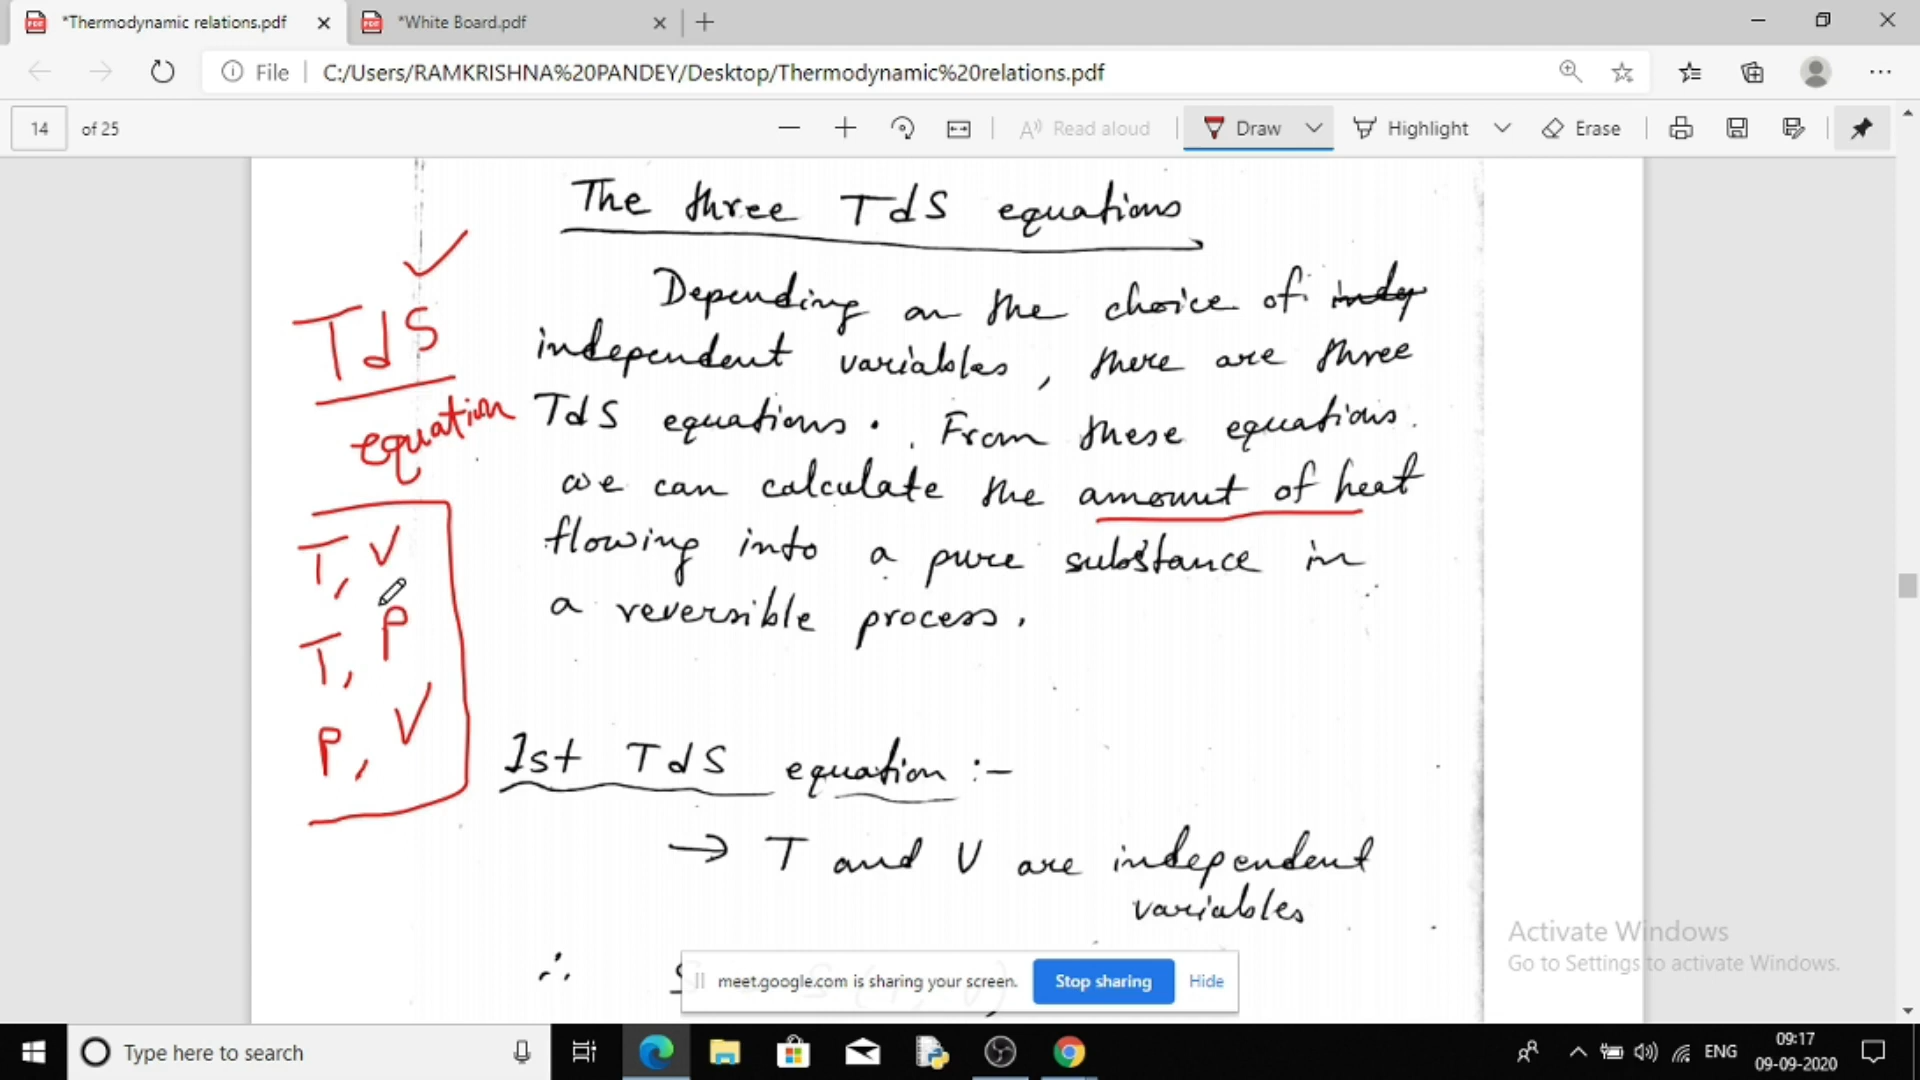 *Thermodynamic relations.pdf
*White Board.pdf
File
C:/Users/RAMKRISHNA%20PANDEY/Desktop/Thermodynamic%20relations.pdf
14 of 25
Read aloud
Draw
Highlight
Erase
The three TdS equations
Depending on the choice of indep
independent variables, there are three
TdS equations. From these equations
we can calculate the amount of heat
flowing into a pure substance in
a reversible process.
TdS
equation
T, V
T, P
P, V
Ist TdS equation :-
→ T and V are independent
variables
∴
meet.google.com is sharing your screen.
Stop sharing
Hide
Activate Windows
Go to Settings to activate Windows.
Type here to search
ENG
09:17
09-09-2020